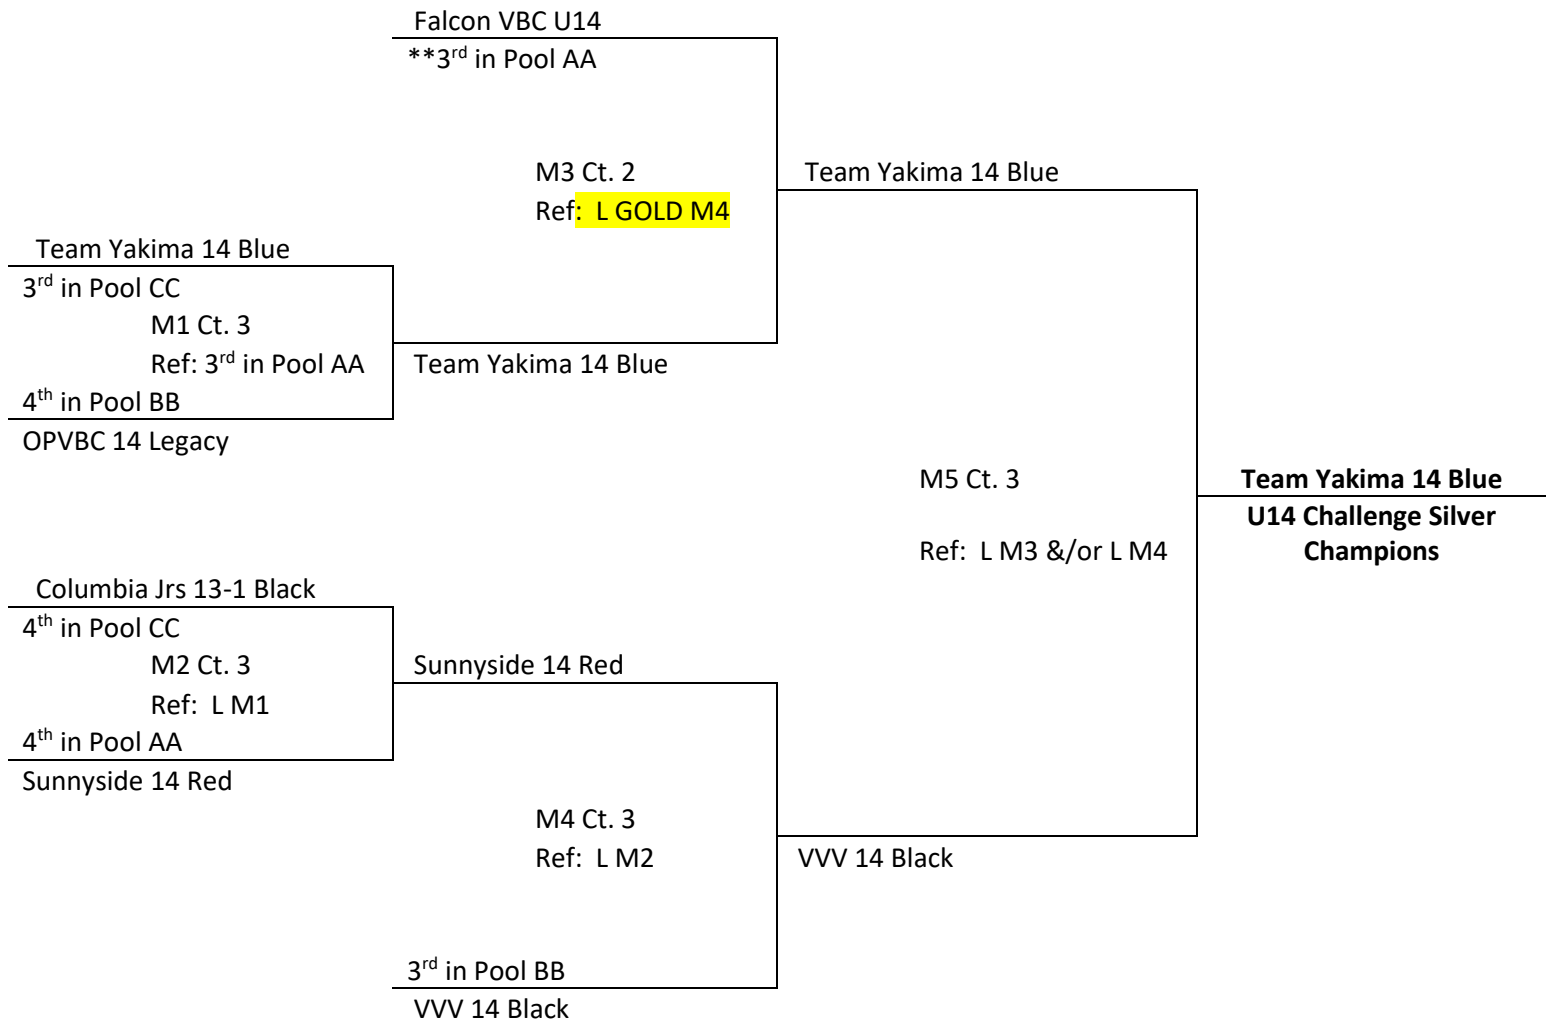 Falcon VBC U14
**3rd in Pool AA
M3 Ct. 2
Ref: L GOLD M4
Team Yakima 14 Blue
Team Yakima 14 Blue
3rd in Pool CC
M1 Ct. 3
Ref: 3rd in Pool AA
Team Yakima 14 Blue
4th in Pool BB
OPVBC 14 Legacy
M5 Ct. 3
Ref: L M3 &/or L M4
Team Yakima 14 Blue
U14 Challenge Silver
Champions
Columbia Jrs 13-1 Black
4th in Pool CC
M2 Ct. 3
Ref: L M1
Sunnyside 14 Red
4th in Pool AA
Sunnyside 14 Red
M4 Ct. 3
Ref: L M2
VVV 14 Black
3rd in Pool BB
VVV 14 Black